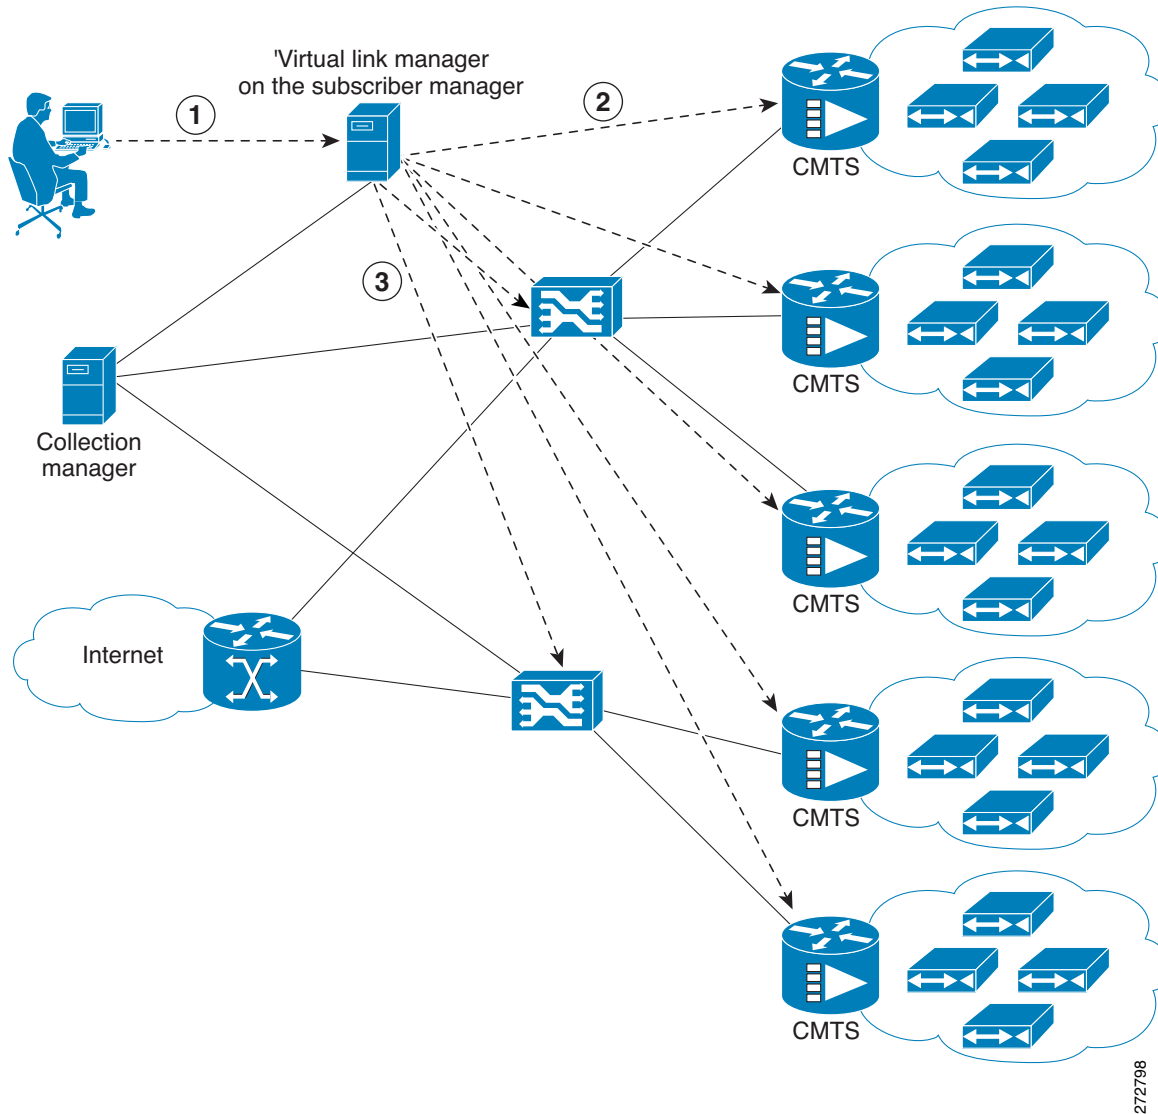 'Virtual link manager
on the subscriber manager
1
2
CMTS
3
CMTS
Collection
manager
CMTS
Internet
CMTS
CMTS
272798